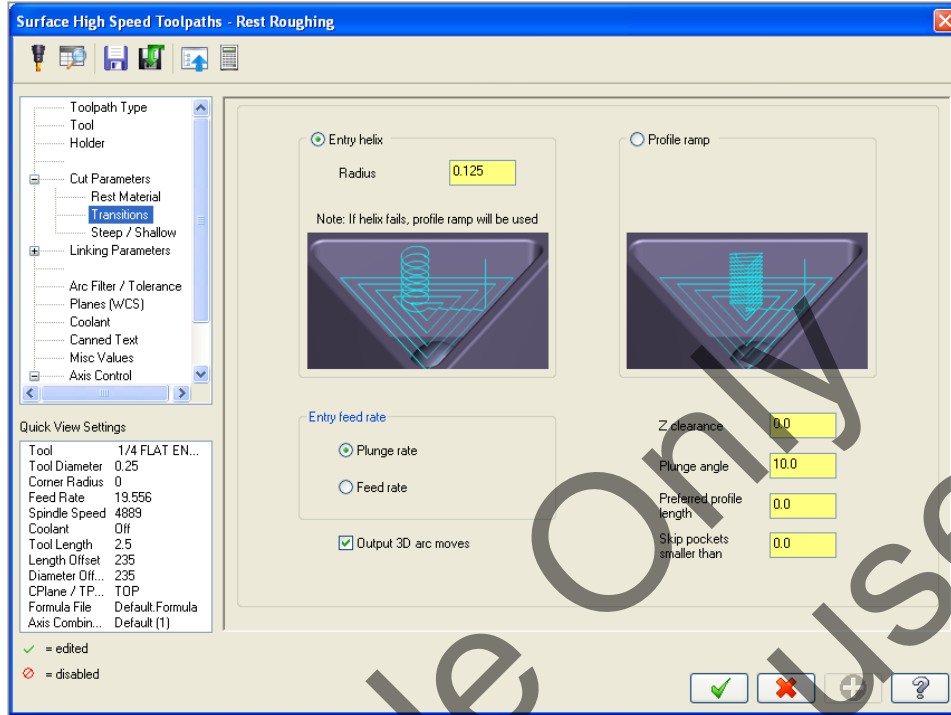 Surface High Speed Toolpaths - Rest Roughing
Toolpath Type
Tool
Holder
Cut Parameters
Rest Material
Transitions
Steep / Shallow
Linking Parameters
Arc Filter / Tolerance
Planes (WCS)
Coolant
Canned Text
Misc Values
Axis Control
Quick View Settings
Tool 1/4 FLAT EN...
Tool Diameter 0.25
Corner Radius 0
Feed Rate 19.556
Spindle Speed 4889
Coolant Off
Tool Length 2.5
Length Offset 235
Diameter Off... 235
CPlane / TP... TOP
Formula File Default.Formula
Axis Combin... Default (1)
= edited
= disabled
Entry helix
Radius 0.125
Note: If helix fails, profile ramp will be used
Profile ramp
Entry feed rate
Plunge rate
Feed rate
Output 3D arc moves
Z clearance 0.0
Plunge angle 10.0
Preferred profile
length 0.0
Skip pockets
smaller than 0.0
Only